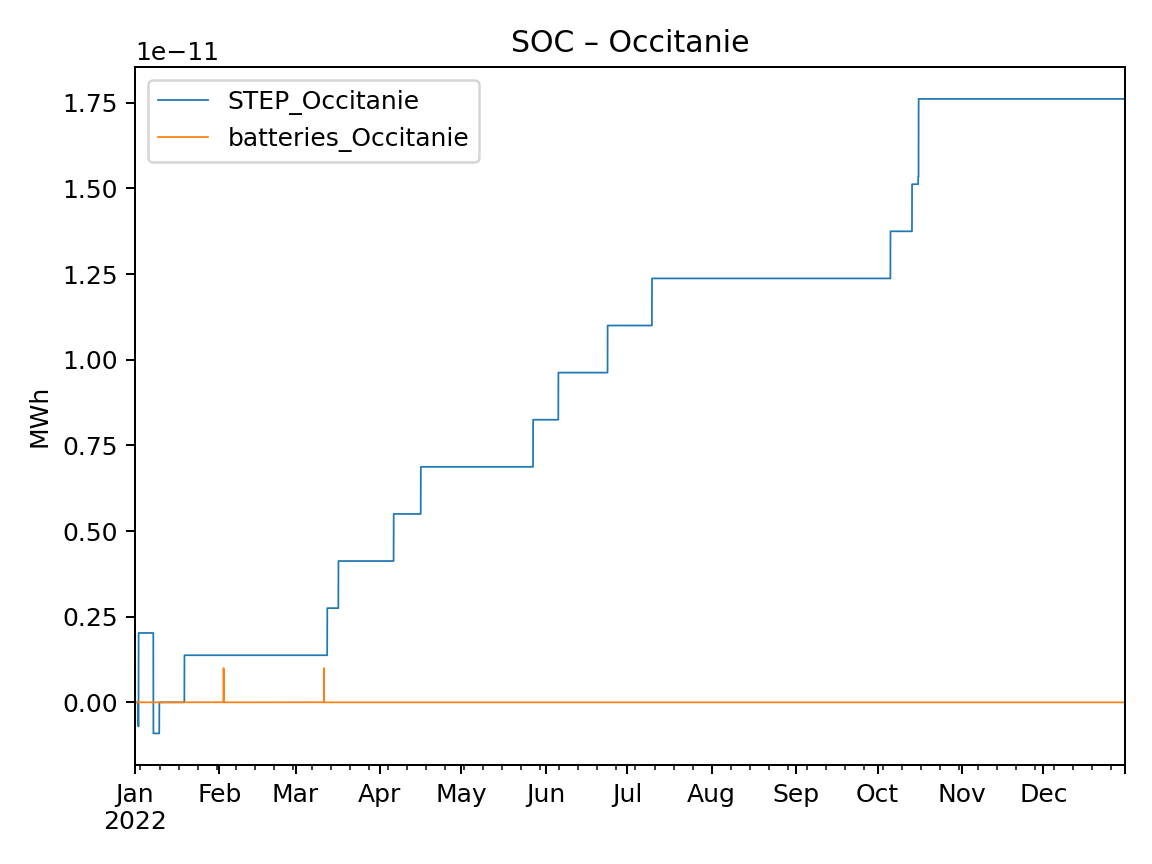 SOC – Occitanie
1e−11
STEP_Occitanie
batteries_Occitanie
MWh
1.75
1.50
1.25
1.00
0.75
0.50
0.25
0.00
Jan Feb Mar Apr May Jun Jul Aug Sep Oct Nov Dec
2022